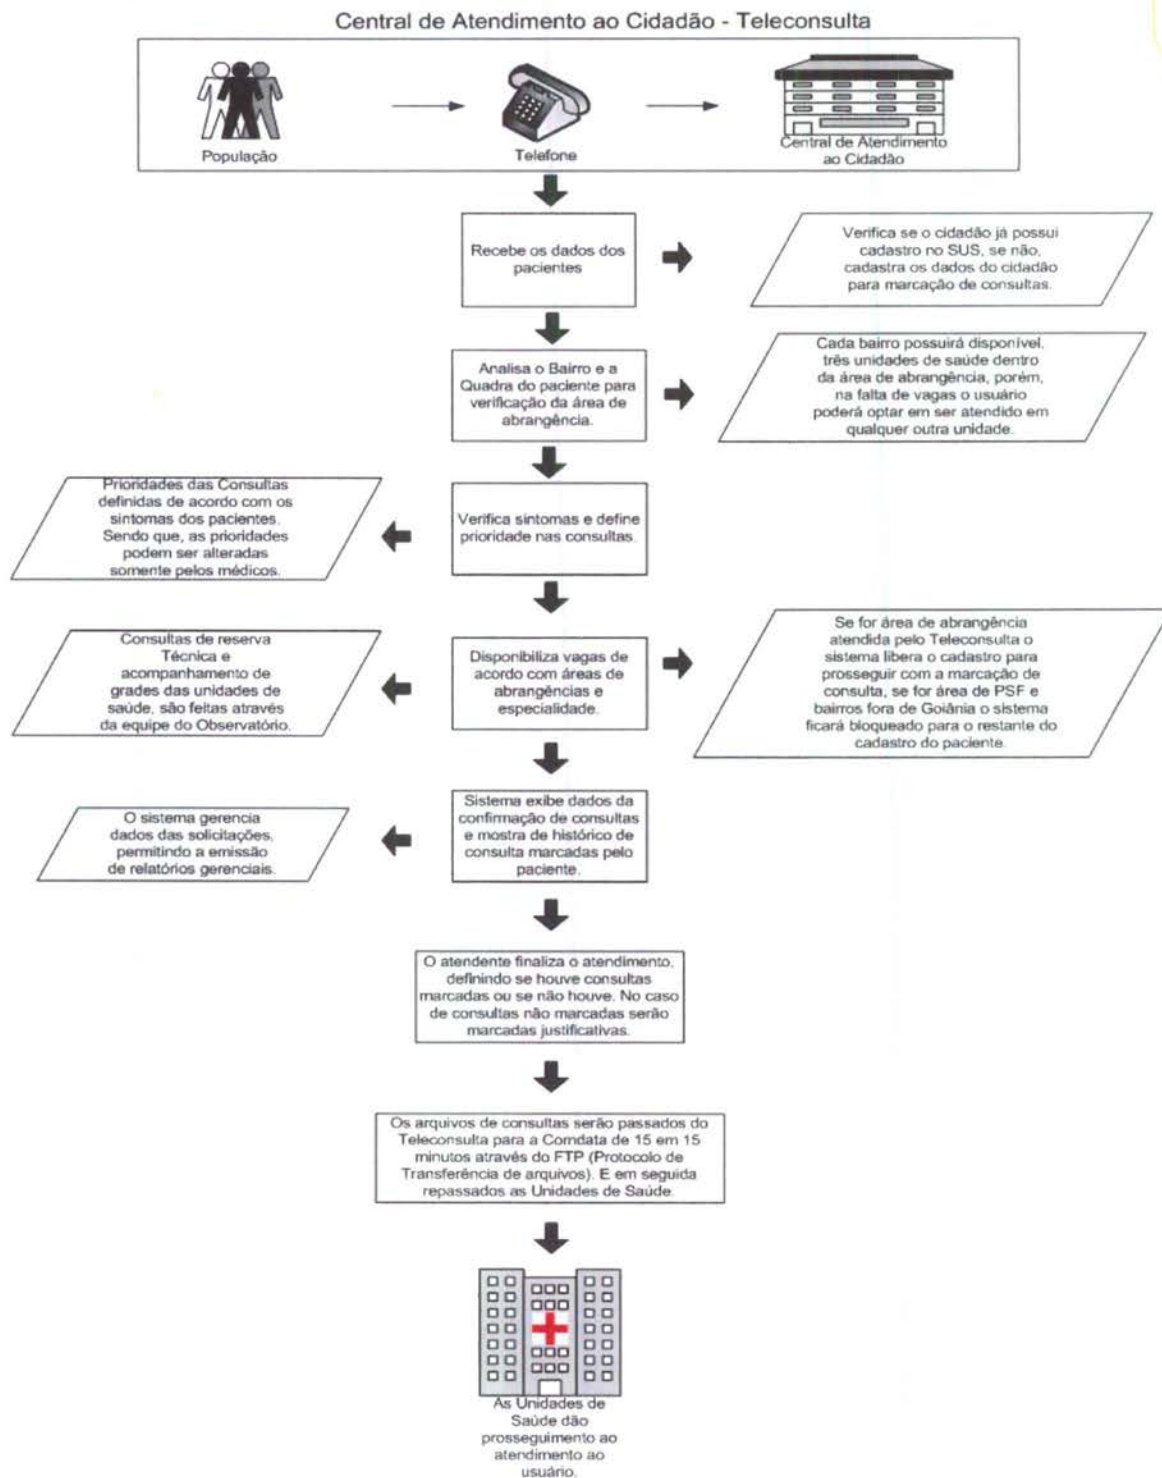 Central de Atendimento ao Cidadão - Teleconsulta
População
Telefone
Central de Atendimento
ao Cidadão
Recebe os dados dos
pacientes
Verifica se o cidadão já possui
cadastro no SUS, se não,
cadastra os dados do cidadão
para marcação de consultas.
Analisa o Bairro e a
Quadra do paciente para
verificação da área de
abrangência.
Cada bairro possuirá disponível,
três unidades de saúde dentro
da área de abrangência, porém,
na falta de vagas o usuário
poderá optar em ser atendido em
qualquer outra unidade.
Prioridades das Consultas
definidas de acordo com os
sintomas dos pacientes.
Sendo que, as prioridades
podem ser alteradas
somente pelos médicos.
Verifica sintomas e define
prioridade nas consultas.
Consultas de reserva
Técnica e
acompanhamento de
grades das unidades de
saúde, são feitas através
da equipe do Observatório.
Disponibiliza vagas de
acordo com áreas de
abrangências e
especialidade.
Se for área de abrangência
atendida pelo Teleconsulta o
sistema libera o cadastro para
prosseguir com a marcação de
consulta, se for área de PSF e
bairros fora de Goiânia o sistema
ficará bloqueado para o restante do
cadastro do paciente.
O sistema gerencia
dados das solicitações,
permitindo a emissão
de relatórios gerenciais.
Sistema exibe dados da
confirmação de consultas
e mostra de histórico de
consulta marcadas pelo
paciente.
O atendente finaliza o atendimento,
definindo se houve consultas
marcadas ou se não houve. No caso
de consultas não marcadas serão
marcadas justificativas.
Os arquivos de consultas serão passados do
Teleconsulta para a Comdata de 15 em 15
minutos através do FTP (Protocolo de
Transferência de arquivos). E em seguida
repassados as Unidades de Saúde.
As Unidades de
Saúde dão
prosseguimento ao
atendimento ao
usuário.